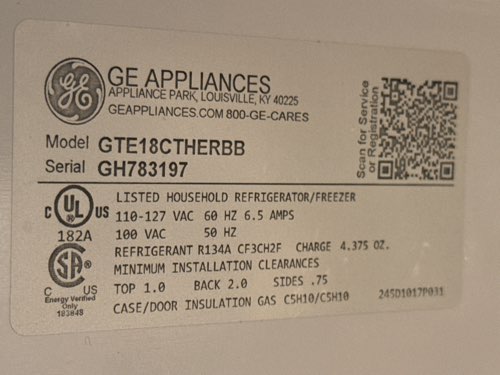 GE APPLIANCES
APPLIANCE PARK, LOUISVILLE, KY 40225
GEAPPLIANCES.COM 800-GE-CARES
Scan for Service
or Registration
Model GTE18CTHERBB
Serial GH783197
C UL US
LISTED HOUSEHOLD REFRIGERATOR/FREEZER
110-127 VAC 60 HZ 6.5 AMPS
182A
100 VAC 50 HZ
REFRIGERANT R134A CF3CH2F CHARGE 4.375 OZ.
SA
MINIMUM INSTALLATION CLEARANCES
C US
TOP 1.0 BACK 2.0 SIDES .75
Energy Verified
Only
CASE/DOOR INSULATION GAS C5H10/C5H10 245D1017P031